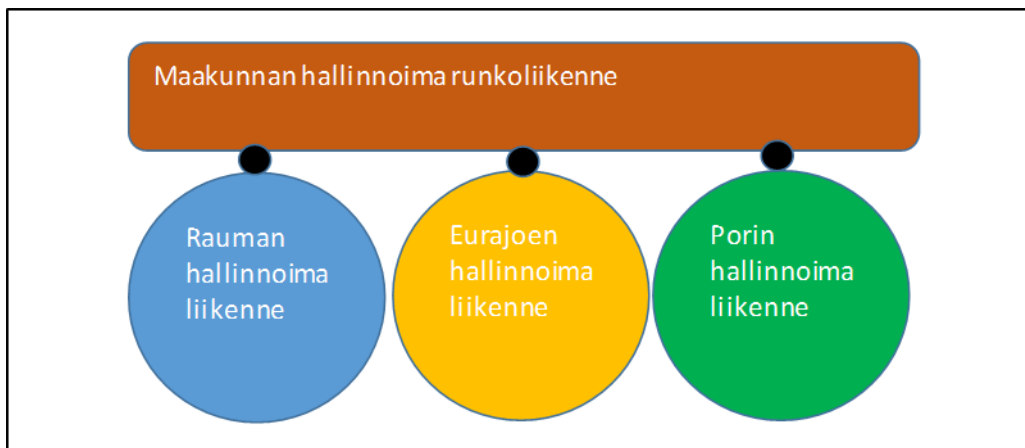 Maakunnan hallinnoima runkoliikenne
Rauman
hallinnoima
liikenne
Eurajoen
hallinnoima
liikenne
Porin
hallinnoima
liikenne